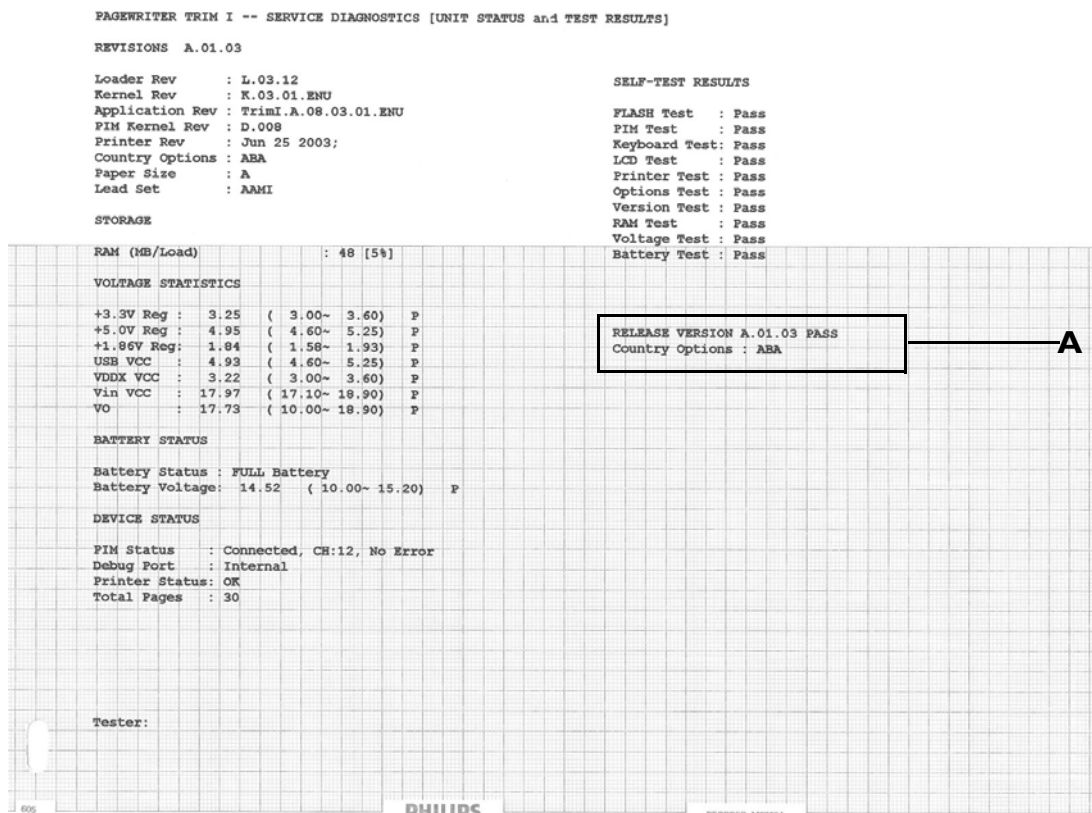 PAGEWRITER TRIM I -- SERVICE DIAGNOSTICS [UNIT STATUS and TEST RESULTS]
REVISIONS A.01.03
Loader Rev : L.03.12
Kernel Rev : K.03.01.ENU
Application Rev : TrimI.A.08.03.01.ENU
PIM Kernel Rev : D.008
Printer Rev : Jun 25 2003;
Country Options : ABA
Paper Size : A
Lead Set : AAMI
STORAGE
RAM (MB/Load) : 48 [5%]
VOLTAGE STATISTICS
+3.3V Reg : 3.25 ( 3.00~ 3.60) P
+5.0V Reg : 4.95 ( 4.60~ 5.25) P
+1.86V Reg: 1.84 ( 1.58~ 1.93) P
USB VCC : 4.93 ( 4.60~ 5.25) P
VDDX VCC : 3.22 ( 3.00~ 3.60) P
Vin VCC : 17.97 ( 17.10~ 18.90) P
VO : 17.73 ( 10.00~ 18.90) P
BATTERY STATUS
Battery Status : FULL Battery
Battery Voltage: 14.52 ( 10.00~ 15.20) P
DEVICE STATUS
PIM Status : Connected, CH:12, No Error
Debug Port : Internal
Printer Status: OK
Total Pages : 30
Tester:
SELF-TEST RESULTS
FLASH Test : Pass
PIM Test : Pass
Keyboard Test: Pass
LCD Test : Pass
Printer Test : Pass
Options Test : Pass
Version Test : Pass
RAM Test : Pass
Voltage Test : Pass
Battery Test : Pass
RELEASE VERSION A.01.03 PASS
Country Options : ABA
A
605
PHILIPS